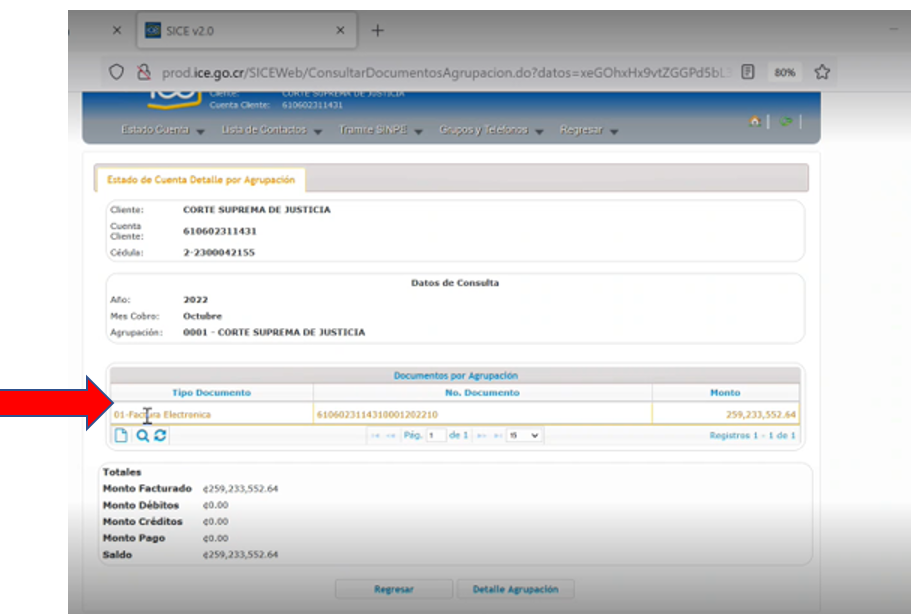 SICE v2.0
prod.ice.go.cr/SICEWeb/ConsultarDocumentosAgrupacion.do?datos=xeGOhxHx9vtZGGPd5bL
80%
Cliente: CORTE SUPREMA DE JUSTICIA
Cuenta Cliente: 610602311431
Estado Cuenta Lista de Contactos Tramite SINPE Grupos y Telefonos Regresar
Estado de Cuenta Detalle por Agrupación
Cliente: CORTE SUPREMA DE JUSTICIA
Cuenta Cliente: 610602311431
Cédula: 2-2300042155
Datos de Consulta
Año: 2022
Mes Cobro: Octubre
Agrupación: 0001 - CORTE SUPREMA DE JUSTICIA
Documentos por Agrupación
Tipo Documento No. Documento Monto
01-Factura Electronica 6106023114310001202210 259,233,552.64
Pág. 1 de 1 15 Registros 1 - 1 de 1
Totales
Monto Facturado ¢259,233,552.64
Monto Débitos ¢0.00
Monto Créditos ¢0.00
Monto Pago ¢0.00
Saldo ¢259,233,552.64
Regresar Detalle Agrupación